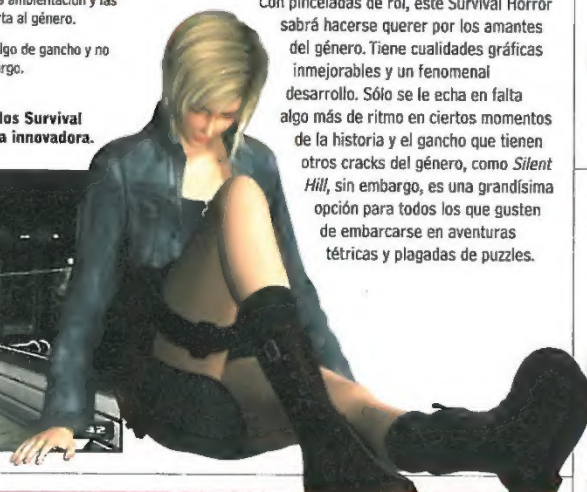 ambientación y las
rta al género.
lgo de gancho y no
rgo.
los Survival
a innovadora.
Con pinceladas de rol, este Survival Horror
sabrá hacerse querer por los amantes
del género. Tiene cualidades gráficas
inmejorables y un fenomenal
desarrollo. Sólo se le echa en falta
algo más de ritmo en ciertos momentos
de la historia y el gancho que tienen
otros cracks del género, como Silent
Hill, sin embargo, es una grandísima
opción para todos los que gusten
de embarcarse en aventuras
tétricas y plagadas de puzzles.
42